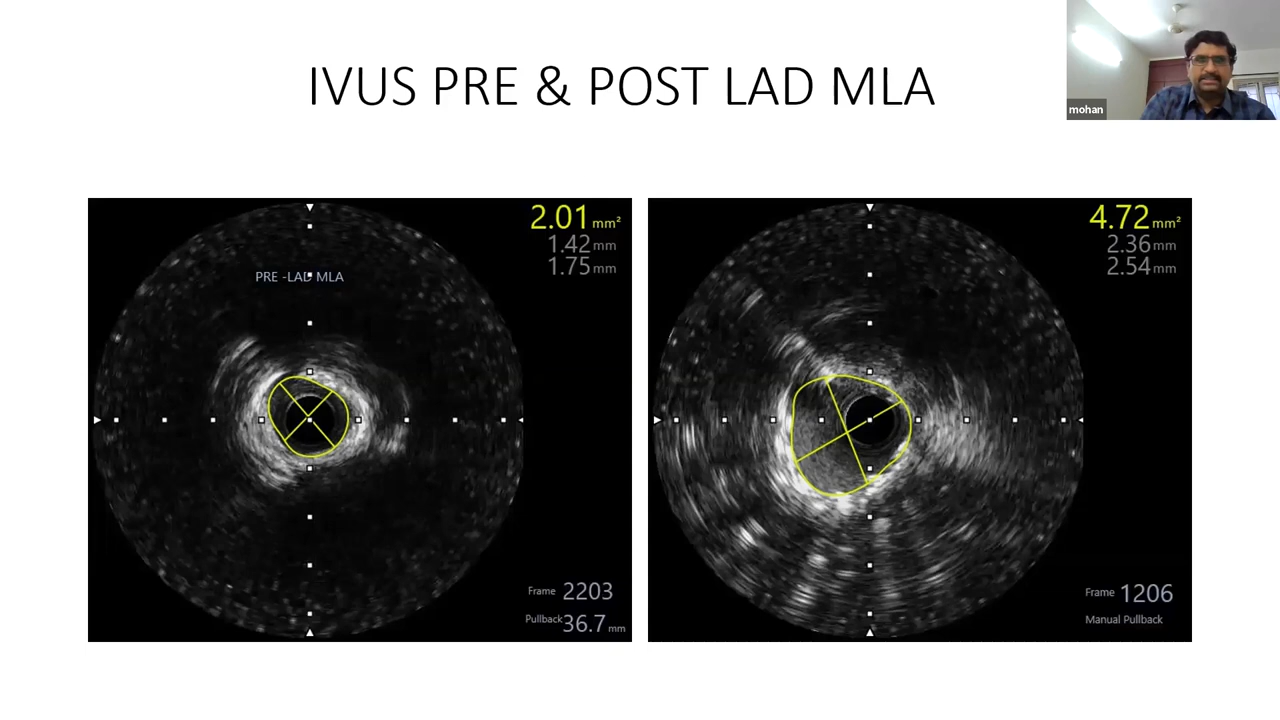 IVUS PRE & POST LAD MLA
mohan
2.01 mm²
1.42 mm
1.75 mm
PRE -LAD MLA
Frame 2203
Pullback 36.7 mm
4.72 mm²
2.36 mm
2.54 mm
Frame 1206
Manual Pullback